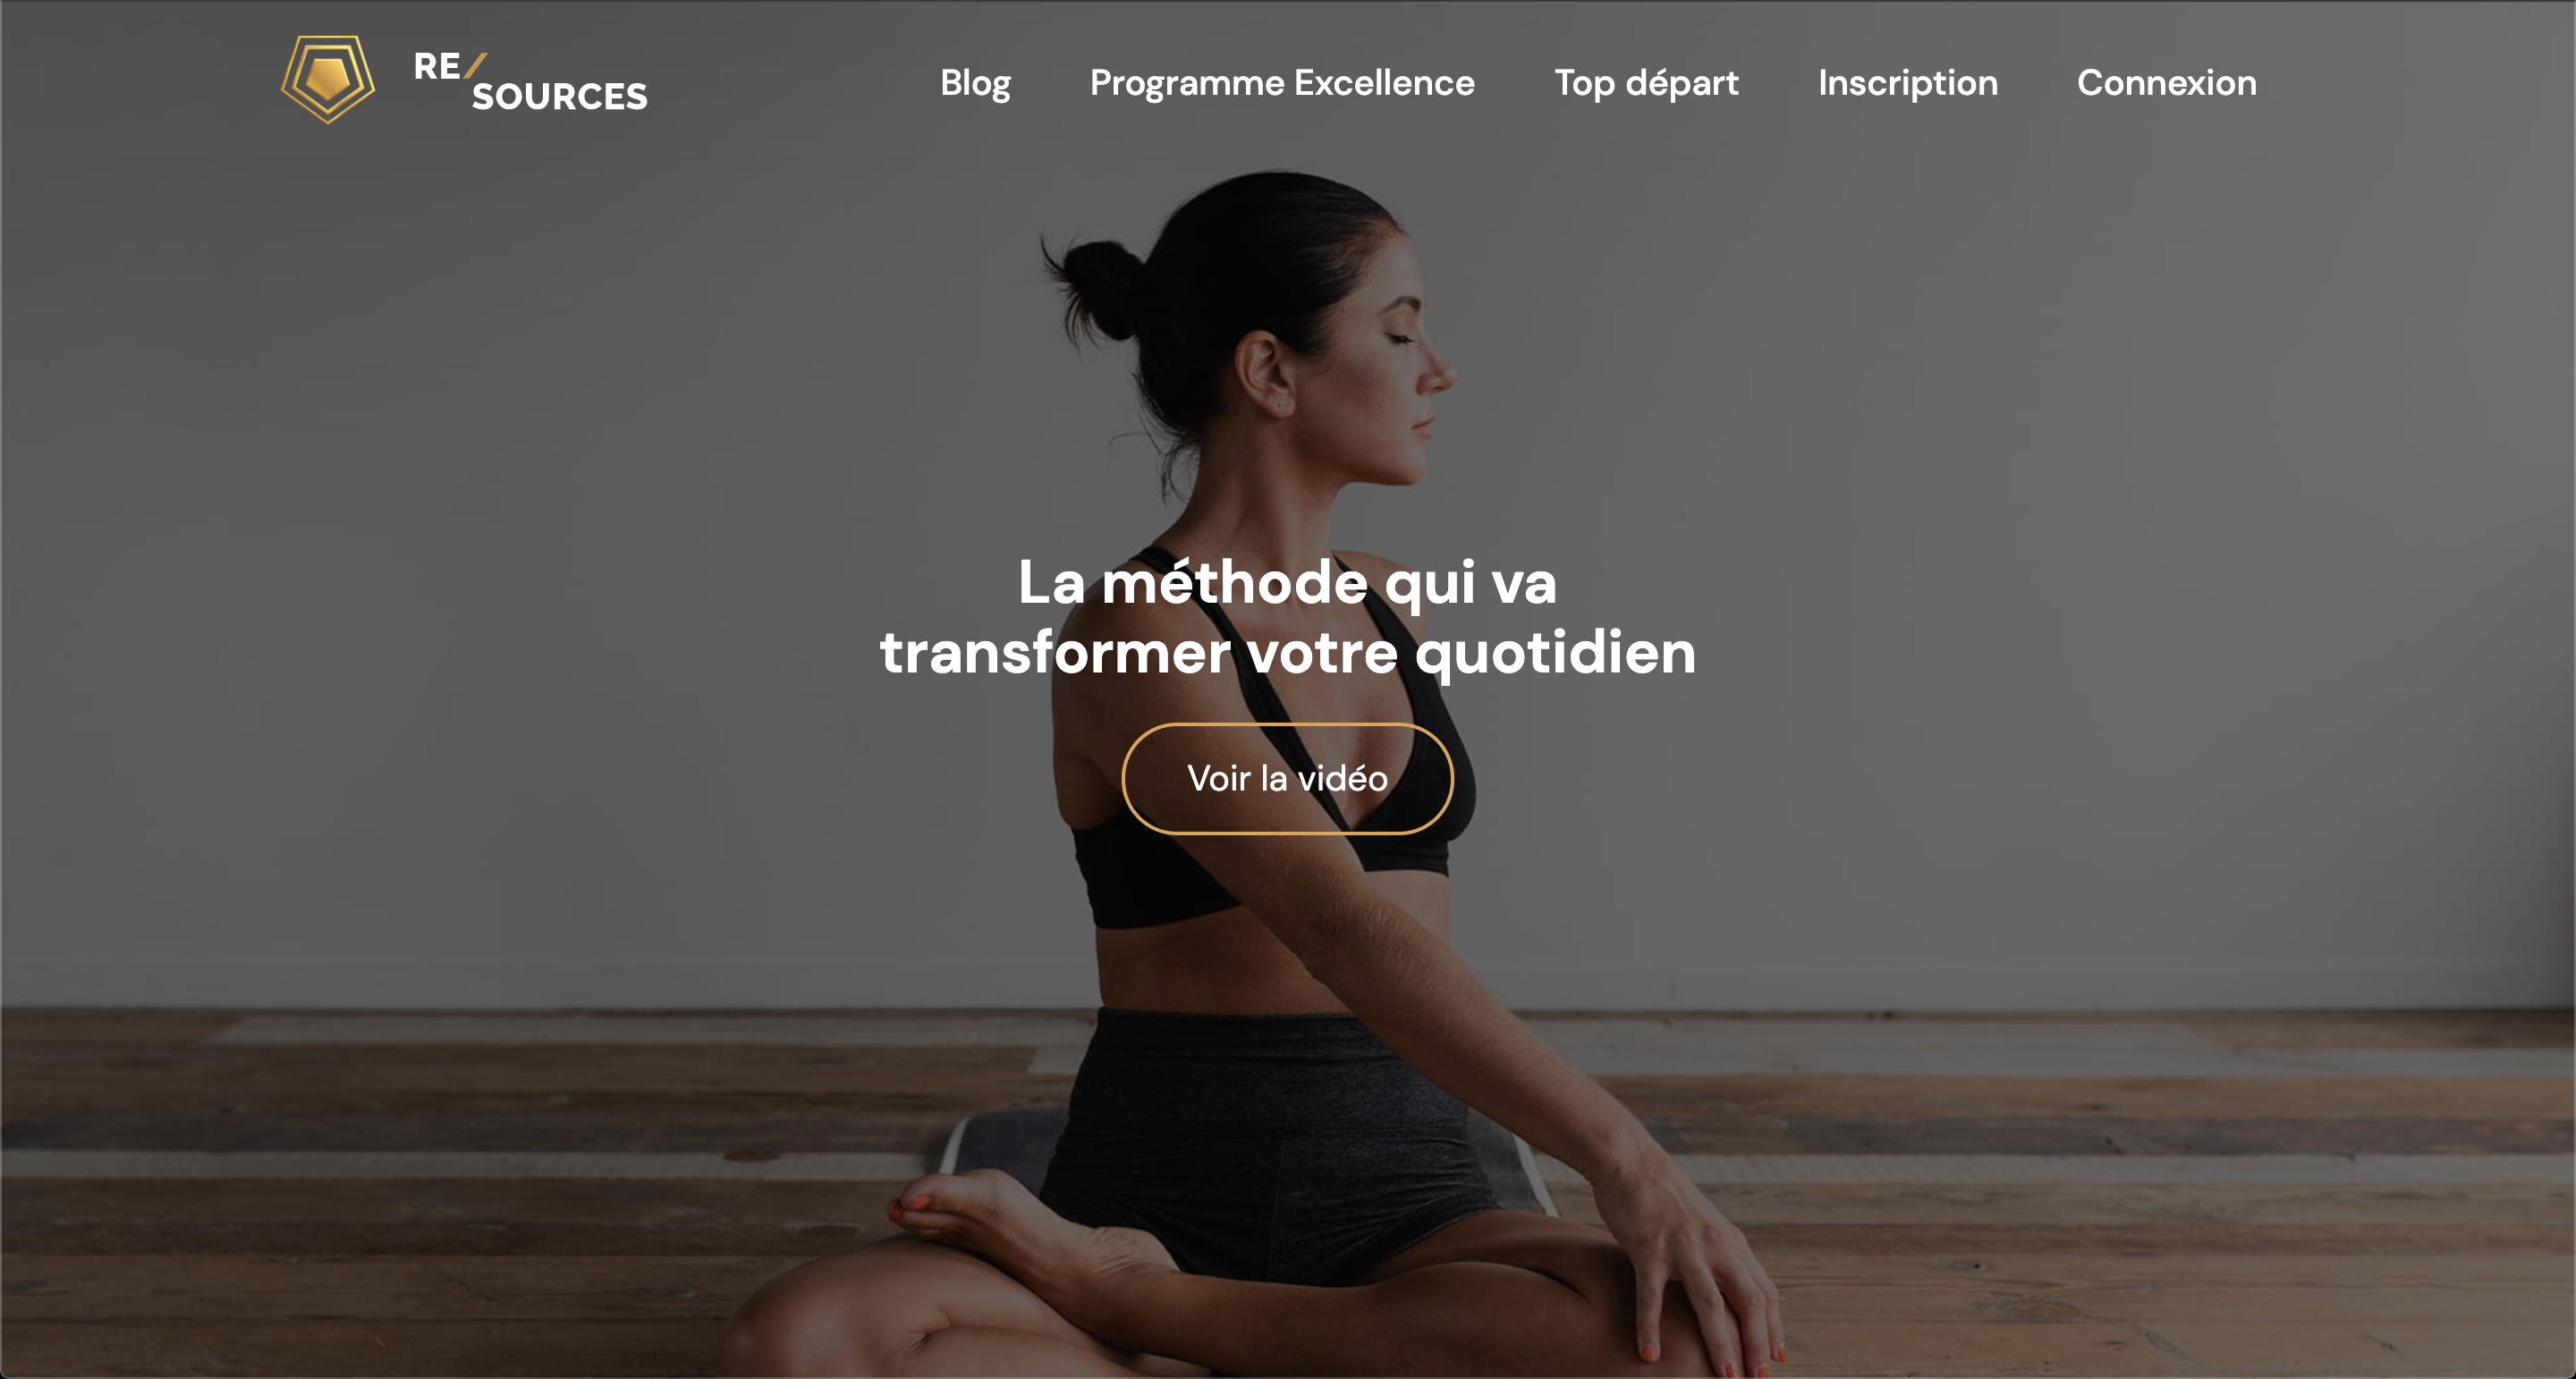 RE/
SOURCES
Blog
Programme Excellence
Top départ
Inscription
Connexion
La méthode qui va
transformer votre quotidien
Voir la vidéo